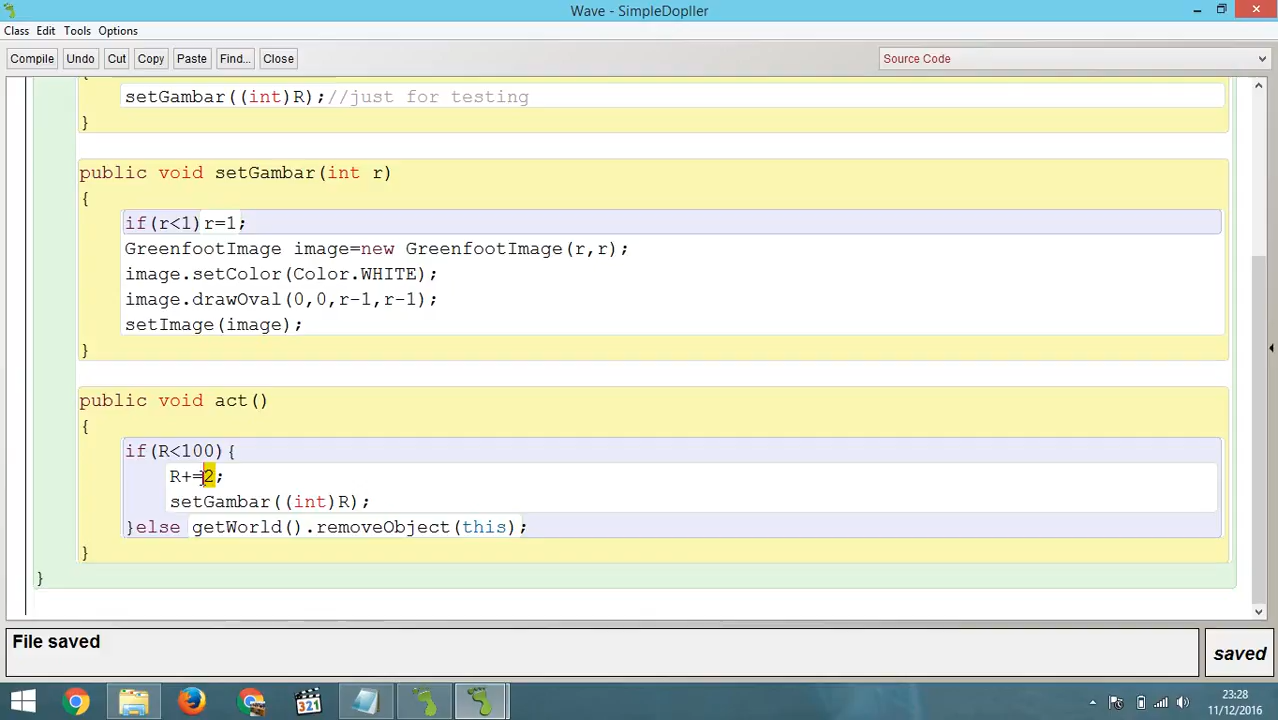 Wave - SimpleDopller
Class Edit Tools Options
Compile Undo Cut Copy Paste Find... Close Source Code
setGambar((int)R);//just for testing
}
public void setGambar(int r)
{
if(r<1)r=1;
GreenfootImage image=new GreenfootImage(r,r);
image.setColor(Color.WHITE);
image.drawOval(0,0,r-1,r-1);
setImage(image);
}
public void act()
{
if(R<100){
R+=2;
setGambar((int)R);
}else getWorld().removeObject(this);
}
}
File saved
saved
321
23:28
11/12/2016